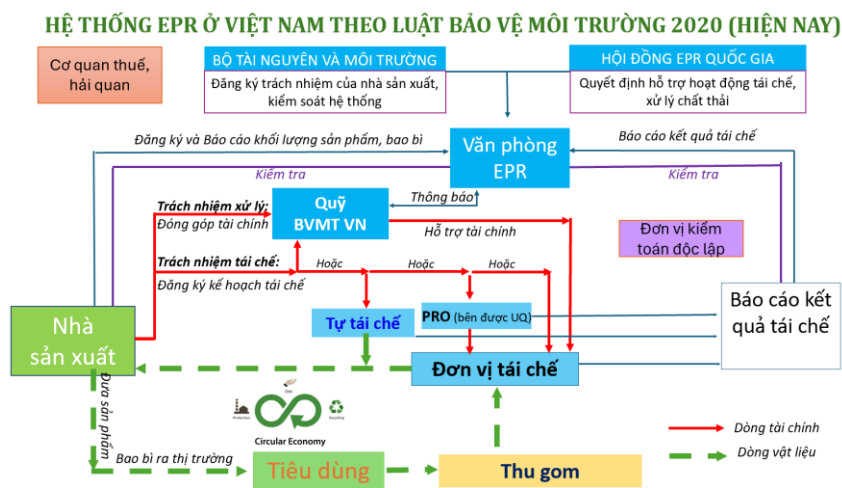 HỆ THỐNG EPR Ở VIỆT NAM THEO LUẬT BẢO VỆ MÔI TRƯỜNG 2020 (HIỆN NAY)
Cơ quan thuế,
hải quan
BỘ TÀI NGUYÊN VÀ MÔI TRƯỜNG
Đăng ký trách nhiệm của nhà sản xuất,
kiểm soát hệ thống
HỘI ĐỒNG EPR QUỐC GIA
Quyết định hỗ trợ hoạt động tái chế,
xử lý chất thải
Đăng ký và Báo cáo khối lượng sản phẩm, bao bì
Văn phòng
EPR
Báo cáo kết quả tái chế
Kiểm tra
Kiểm tra
Thông báo
Trách nhiệm xử lý:
Đóng góp tài chính
Quỹ
BVMT VN
Hỗ trợ tài chính
Đơn vị kiểm
toán độc lập
Trách nhiệm tái chế:
Đăng ký kế hoạch tái chế
Hoặc
Hoặc
Hoặc
Nhà
sản xuất
Tự tái chế
PRO (bên được UQ)
Báo cáo kết
quả tái chế
Đơn vị tái chế
Đưa sản
phẩm
Use
Production
Recycling
Circular Economy
Bao bì ra thị trường
Tiêu dùng
Thu gom
Dòng tài chính
Dòng vật liệu